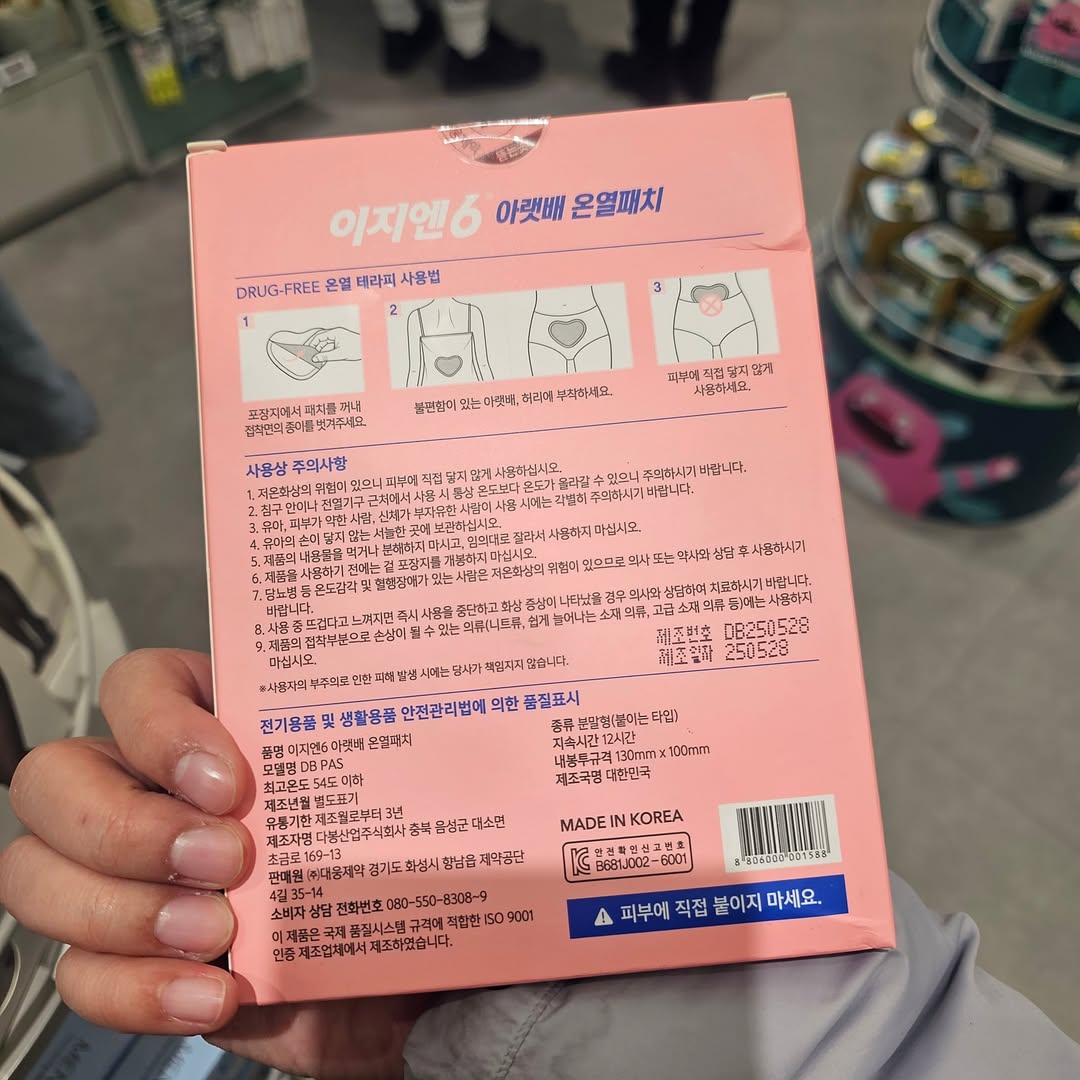 이지엔6 아랫배 온열패치
DRUG-FREE 온열 테라피 사용법
1
2
3
포장지에서 패치를 꺼내
접착면의 종이를 벗겨주세요.
불편함이 있는 아랫배, 허리에 부착하세요.
피부에 직접 닿지 않게
사용하세요.
사용상 주의사항
1. 저온화상의 위험이 있으니 피부에 직접 닿지 않게 사용하십시오.
2. 침구 안이나 전열기구 근처에서 사용 시 통상 온도보다 온도가 올라갈 수 있으니 주의하시기 바랍니다.
3. 유아, 피부가 약한 사람, 신체가 부자유한 사람이 사용 시에는 각별히 주의하시기 바랍니다.
4. 유아의 손이 닿지 않는 서늘한 곳에 보관하십시오.
5. 제품의 내용물을 먹거나 분해하지 마시고, 임의대로 잘라서 사용하지 마십시오.
6. 제품을 사용하기 전에는 겉 포장지를 개봉하지 마십시오.
7. 당뇨병 등 온도감각 및 혈행장애가 있는 사람은 저온화상의 위험이 있으므로 의사 또는 약사와 상담 후 사용하시기
바랍니다.
8. 사용 중 뜨겁다고 느껴지면 즉시 사용을 중단하고 화상 증상이 나타났을 경우 의사와 상담하여 치료하시기 바랍니다.
9. 제품의 접착부분으로 손상이 될 수 있는 의류(니트류, 쉽게 늘어나는 소재 의류, 고급 소재 의류 등)에는 사용하지
마십시오.
※사용자의 부주의로 인한 피해 발생 시에는 당사가 책임지지 않습니다.
제조번호 DB250528
제조일자 250528
전기용품 및 생활용품 안전관리법에 의한 품질표시
품명 이지엔6 아랫배 온열패치
모델명 DB PAS
최고온도 54도 이하
제조년월 별도표기
유통기한 제조월로부터 3년
제조자명 다봉산업주식회사 충북 음성군 대소면
초금로 169-13
판매원 ㈜대웅제약 경기도 화성시 향남읍 제약공단
4길 35-14
소비자 상담 전화번호 080-550-8308~9
이 제품은 국제 품질시스템 규격에 적합한 ISO 9001
인증 제조업체에서 제조하였습니다.
종류 분말형(붙이는 타입)
지속시간 12시간
내봉투규격 130mm x 100mm
제조국명 대한민국
MADE IN KOREA
안전확인신고번호
B681J002-6001
8 806000 001588
피부에 직접 붙이지 마세요.